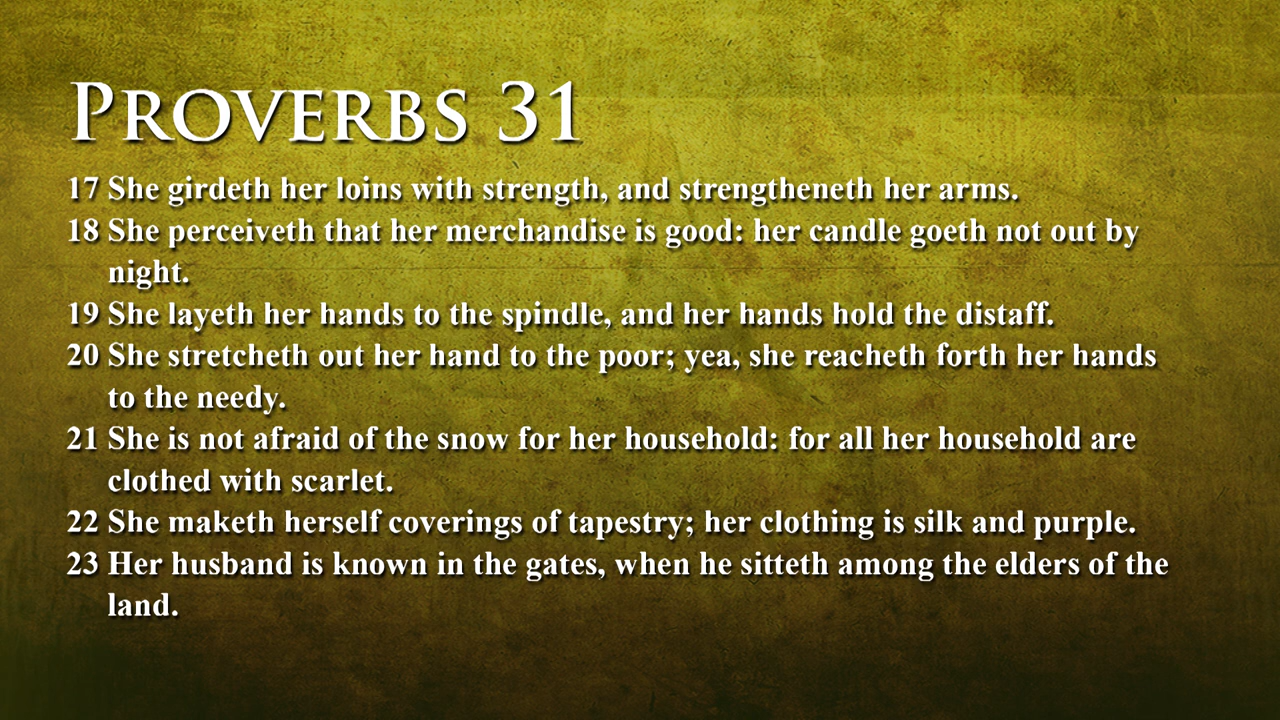 PROVERBS 31
17 She girdeth her loins with strength, and strengtheneth her arms.
18 She perceiveth that her merchandise is good: her candle goeth not out by
night.
19 She layeth her hands to the spindle, and her hands hold the distaff.
20 She stretcheth out her hand to the poor; yea, she reacheth forth her hands
to the needy.
21 She is not afraid of the snow for her household: for all her household are
clothed with scarlet.
22 She maketh herself coverings of tapestry; her clothing is silk and purple.
23 Her husband is known in the gates, when he sitteth among the elders of the
land.